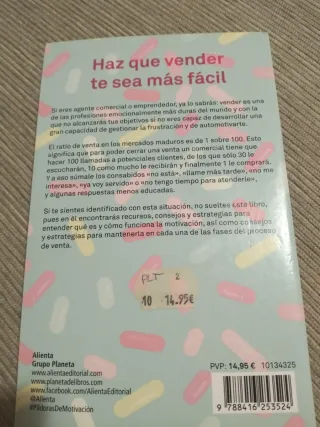 Haz que vender
te sea más fácil
Si eres agente comercial o emprendedor, ya lo sabrás: vender es una
de las profesiones emocionalmente más duras del mundo y con la
que no alcanzarás tus objetivos si no eres capaz de desarrollar una
gran capacidad de gestionar la frustración y de automotivarte.
El ratio de venta en los mercados maduros es de 1 sobre 100. Esto
significa que para poder cerrar una venta un comercial tiene que
hacer 100 llamadas a potenciales clientes, de los que sólo 30 le
escucharán, 10 como mucho le recibirán y finalmente 1 le comprará.
Y a eso súmale los consabidos «no está», «llame más tarde», «no me
interesa», «ya voy servido» o «no tengo tiempo para atenderle»,
y algunas respuestas menos educadas.
Si te sientes identificado con esta situación, no sueltes este libro,
pues en él encontrarás recursos, consejos y estrategias para
entender qué es y cómo funciona la motivación, así como consejos
y estrategias para mantenerla en cada una de las fases del proceso
de venta.
PLT 2
10 14.95€
Alienta
Grupo Planeta
www.alientaeditorial.com
www.planetadelibros.com
www.facebook.com/AlientaEditorial
@Alienta
#PildorasDeMotivación
PVP: 14,95 € 10134325
9 788416 253524